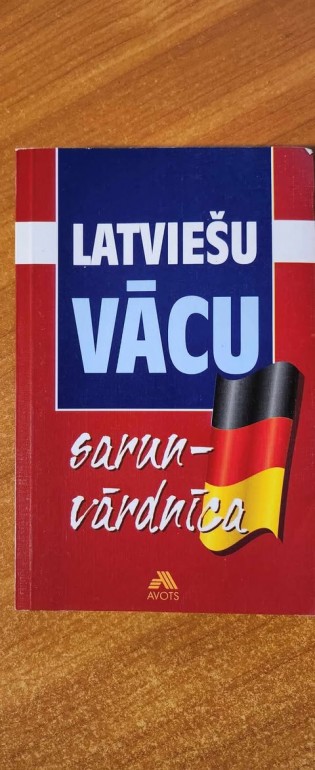 LATVIEŠU
VĀCU
sarun-
vārdnīca
AVOTS